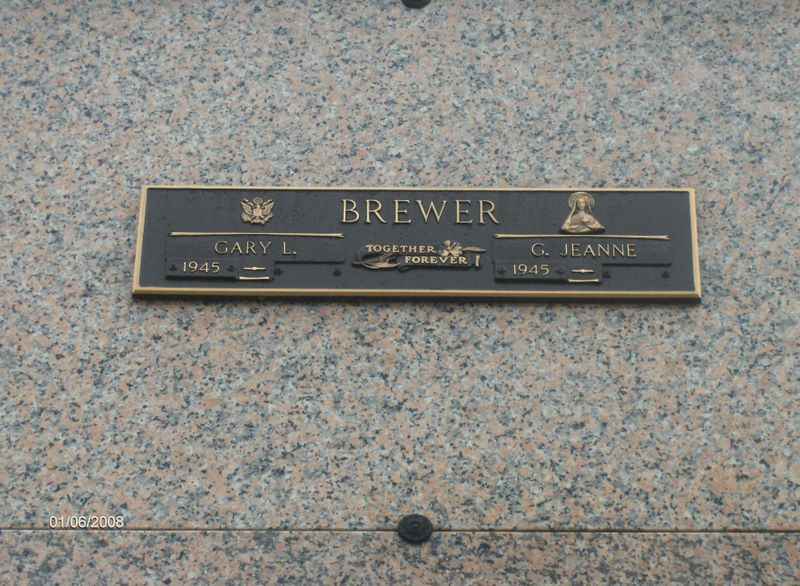 BREWER
GARY L.
1945 –
TOGETHER
FOREVER
G. JEANNE
1945 –
01/06/2008